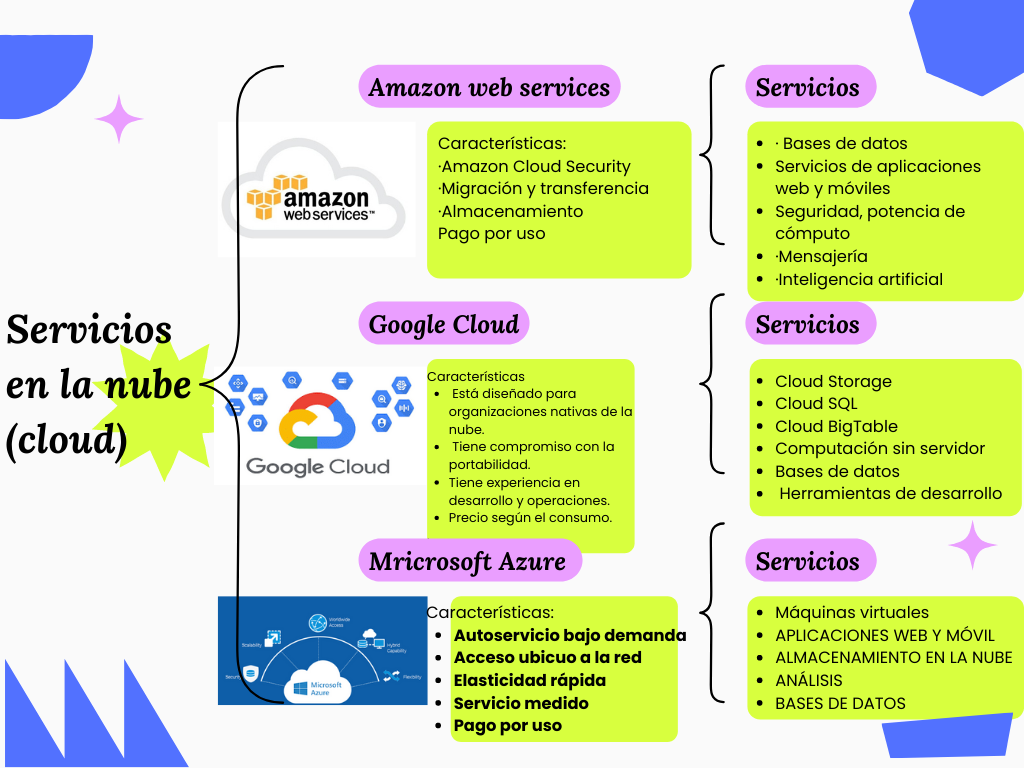 Servicios
en la nube
(cloud)
Amazon web services
amazon
web services™
Características:
·Amazon Cloud Security
·Migración y transferencia
·Almacenamiento
Pago por uso
Servicios
· Bases de datos
Servicios de aplicaciones
web y móviles
Seguridad, potencia de
cómputo
·Mensajería
·Inteligencia artificial
Google Cloud
Google Cloud
Características
Está diseñado para
organizaciones nativas de la
nube.
Tiene compromiso con la
portabilidad.
Tiene experiencia en
desarrollo y operaciones.
Precio según el consumo.
Servicios
Cloud Storage
Cloud SQL
Cloud BigTable
Computación sin servidor
Bases de datos
Herramientas de desarrollo
Mricrosoft Azure
Worldwide
Access
Scalability
Hybrid
Capability
Flexibility
Microsoft
Azure
Características:
Autoservicio bajo demanda
Acceso ubicuo a la red
Elasticidad rápida
Servicio medido
Pago por uso
Servicios
Máquinas virtuales
APLICACIONES WEB Y MÓVIL
ALMACENAMIENTO EN LA NUBE
ANÁLISIS
BASES DE DATOS